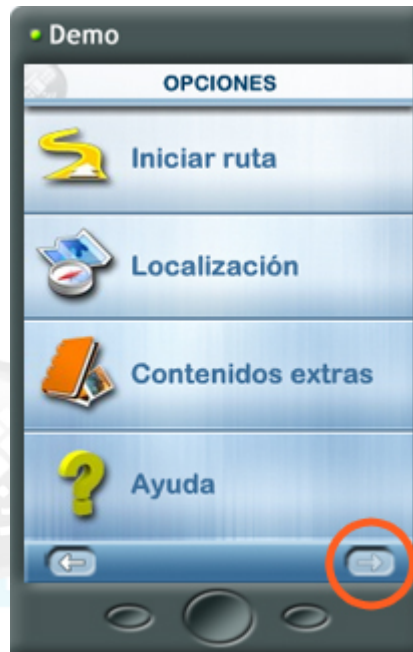 Demo
OPCIONES
Iniciar ruta
Localización
Contenidos extras
Ayuda